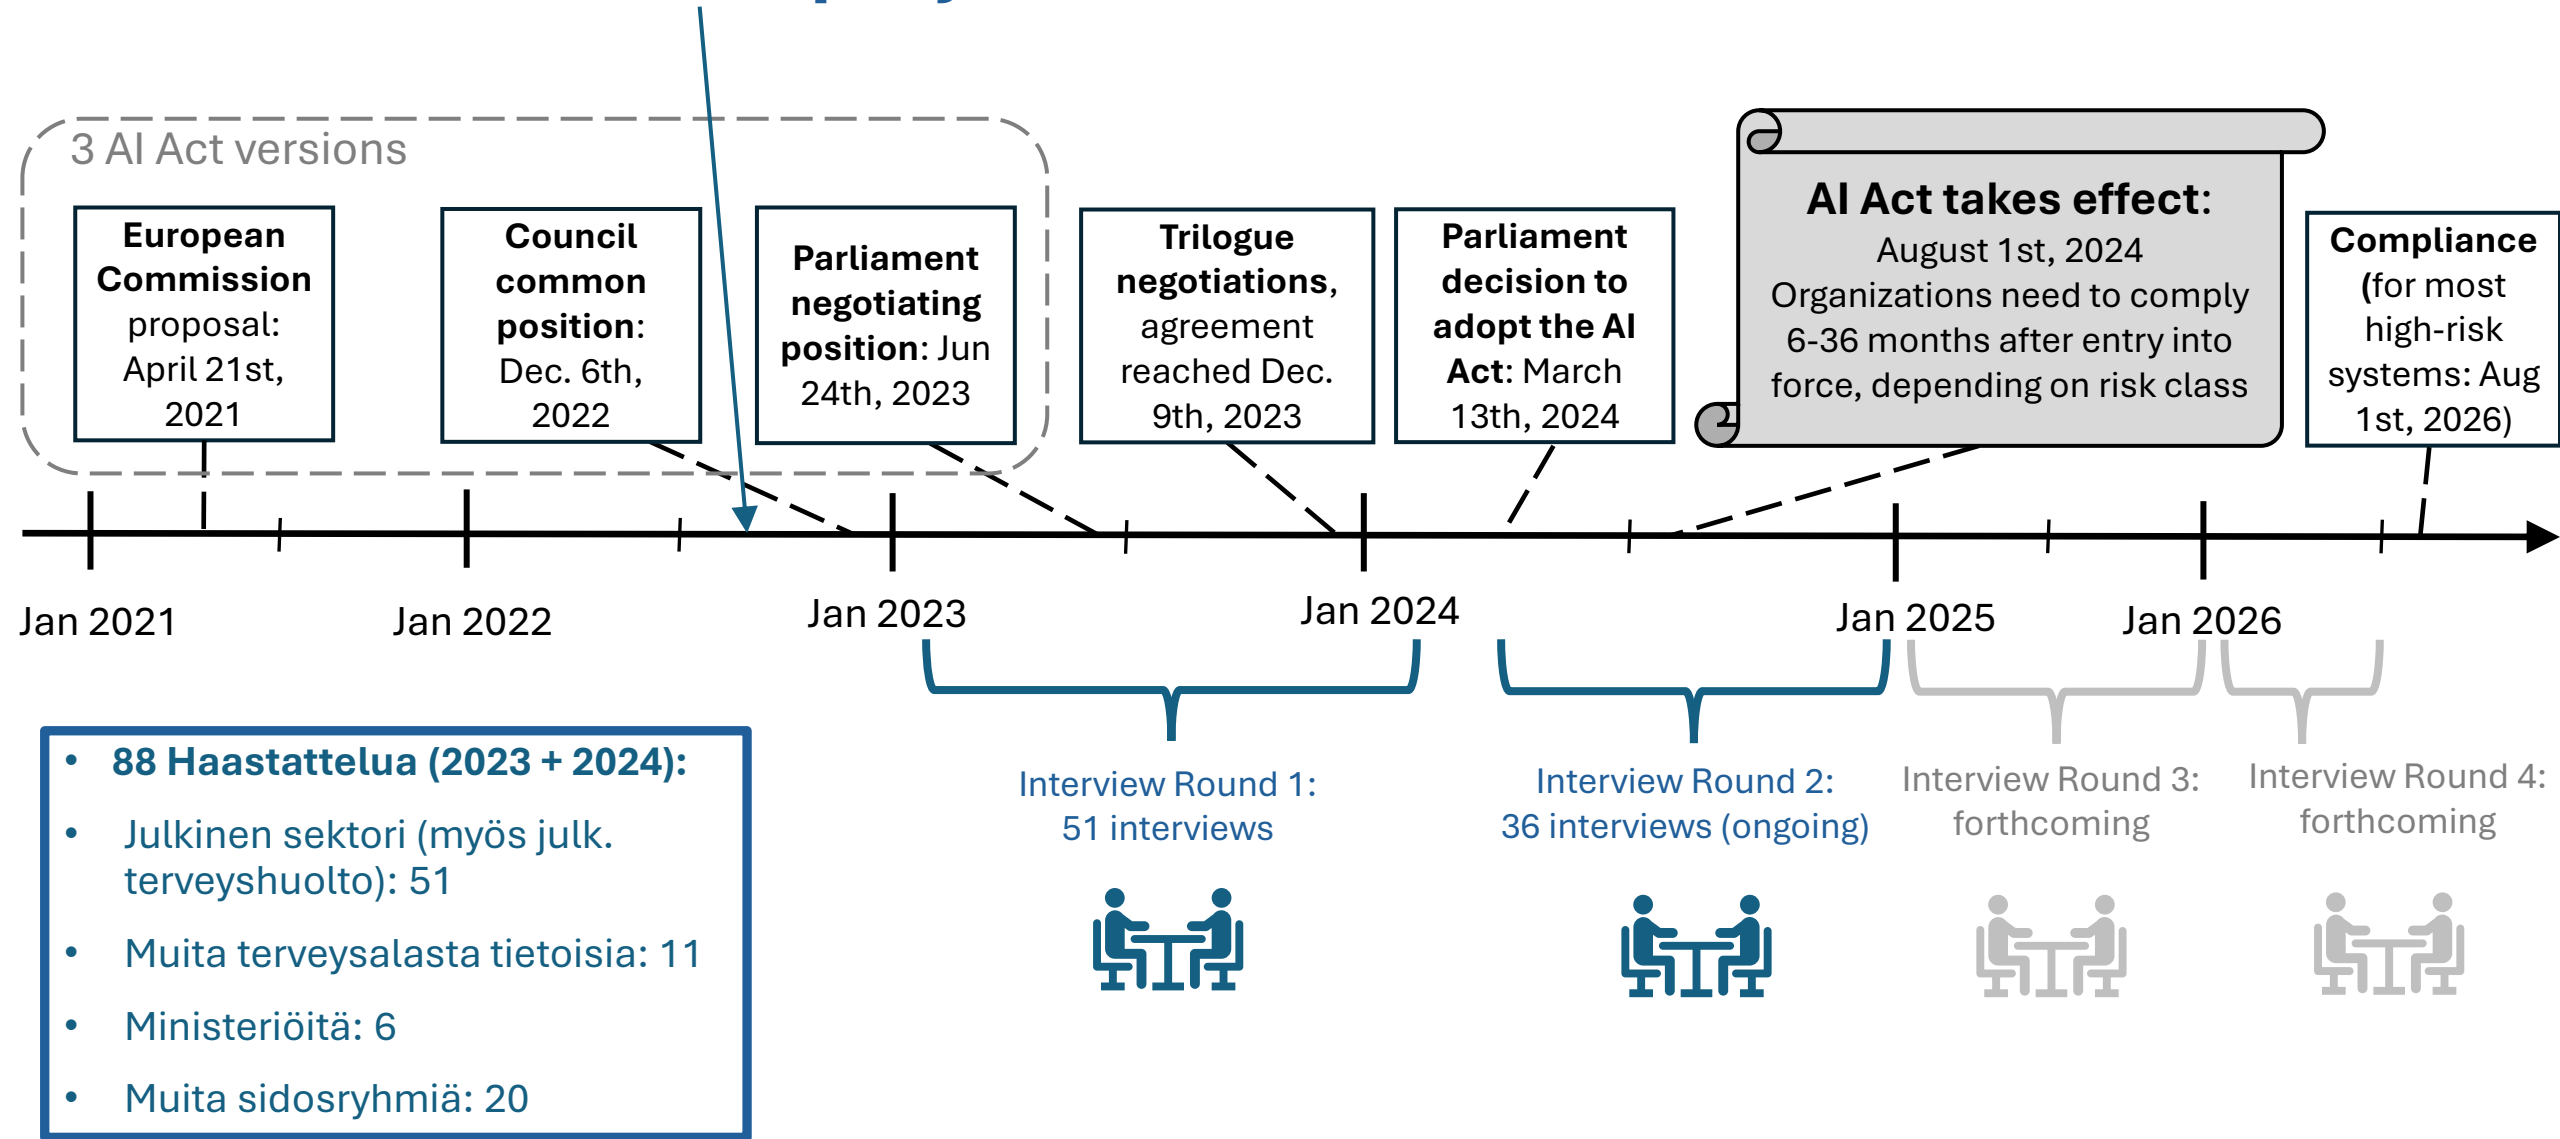 3 AI Act versions
European
Commission
proposal:
April 21st,
2021
Council
common
position:
Dec. 6th,
2022
Parliament
negotiating
position: Jun
24th, 2023
Trilogue
negotiations,
agreement
reached Dec.
9th, 2023
Parliament
decision to
adopt the AI
Act: March
13th, 2024
AI Act takes effect:
August 1st, 2024
Organizations need to comply
6-36 months after entry into
force, depending on risk class
Compliance
(for most
high-risk
systems: Aug
1st, 2026)
Jan 2021
Jan 2022
Jan 2023
Jan 2024
Jan 2025
Jan 2026
• 88 Haastattelua (2023 + 2024):
• Julkinen sektori (myös julk.
terveyshuolto): 51
• Muita terveysalasta tietoisia: 11
• Ministeriöitä: 6
• Muita sidosryhmiä: 20
Interview Round 1:
51 interviews
Interview Round 2:
36 interviews (ongoing)
Interview Round 3:
forthcoming
Interview Round 4:
forthcoming